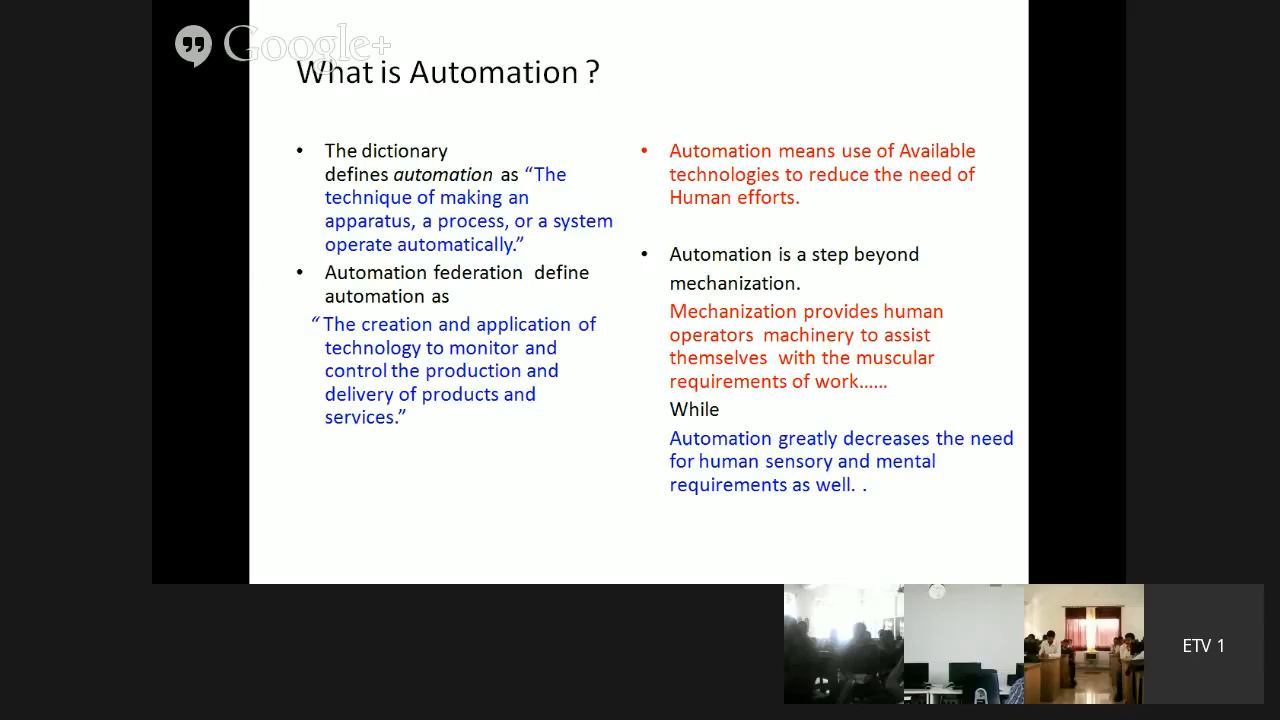 Google+
What is Automation ?
• The dictionary
defines automation as “The
technique of making an
apparatus, a process, or a system
operate automatically.”
• Automation federation define
automation as
“ The creation and application of
technology to monitor and
control the production and
delivery of products and
services.”
• Automation means use of Available
technologies to reduce the need of
Human efforts.
• Automation is a step beyond
mechanization.
Mechanization provides human
operators machinery to assist
themselves with the muscular
requirements of work……
While
Automation greatly decreases the need
for human sensory and mental
requirements as well. .
ETV 1